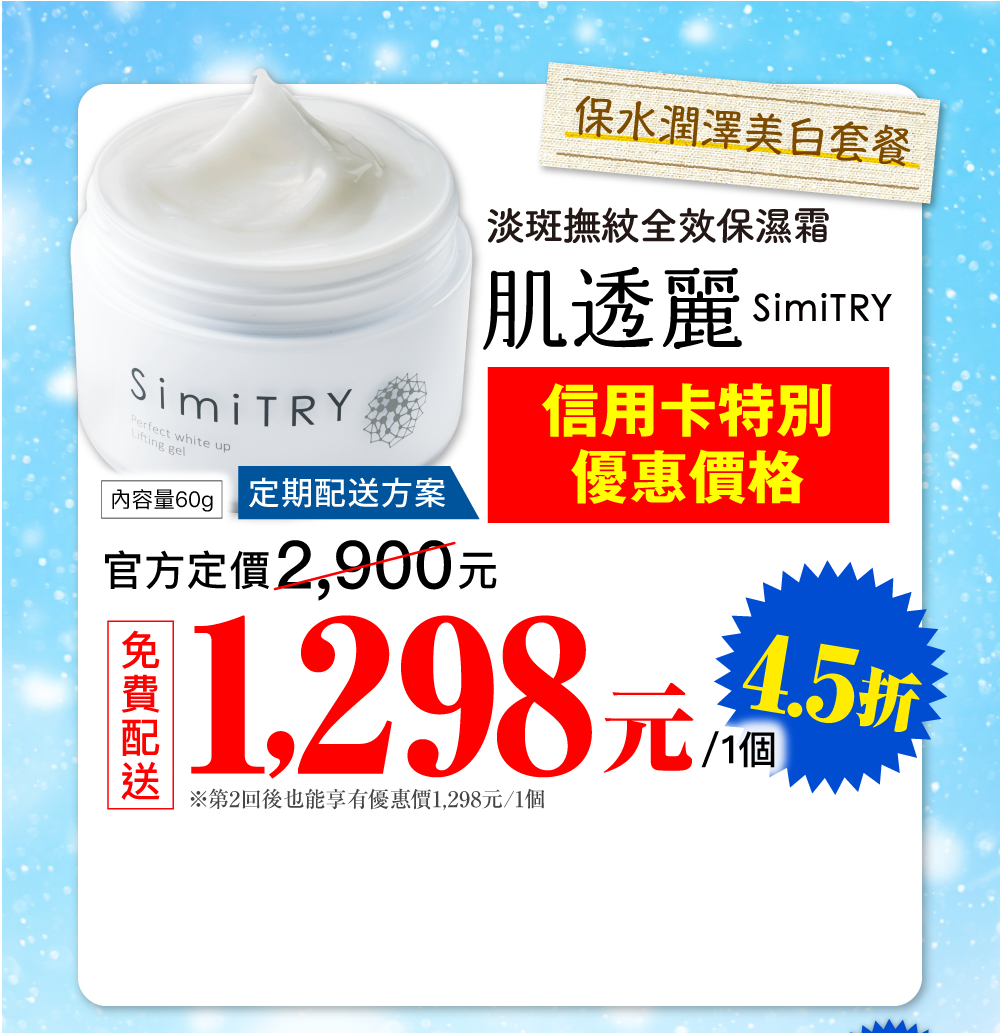 保水潤澤美白套餐
淡斑撫紋全效保濕霜
肌透麗 SimiTRY
SimiTRY
Perfect white up
Lifting gel
信用卡特別
優惠價格
內容量60g
定期配送方案
官方定價2,900元
免費配送
1,298元/1個
4.5折
※第2回後也能享有優惠價1,298元/1個